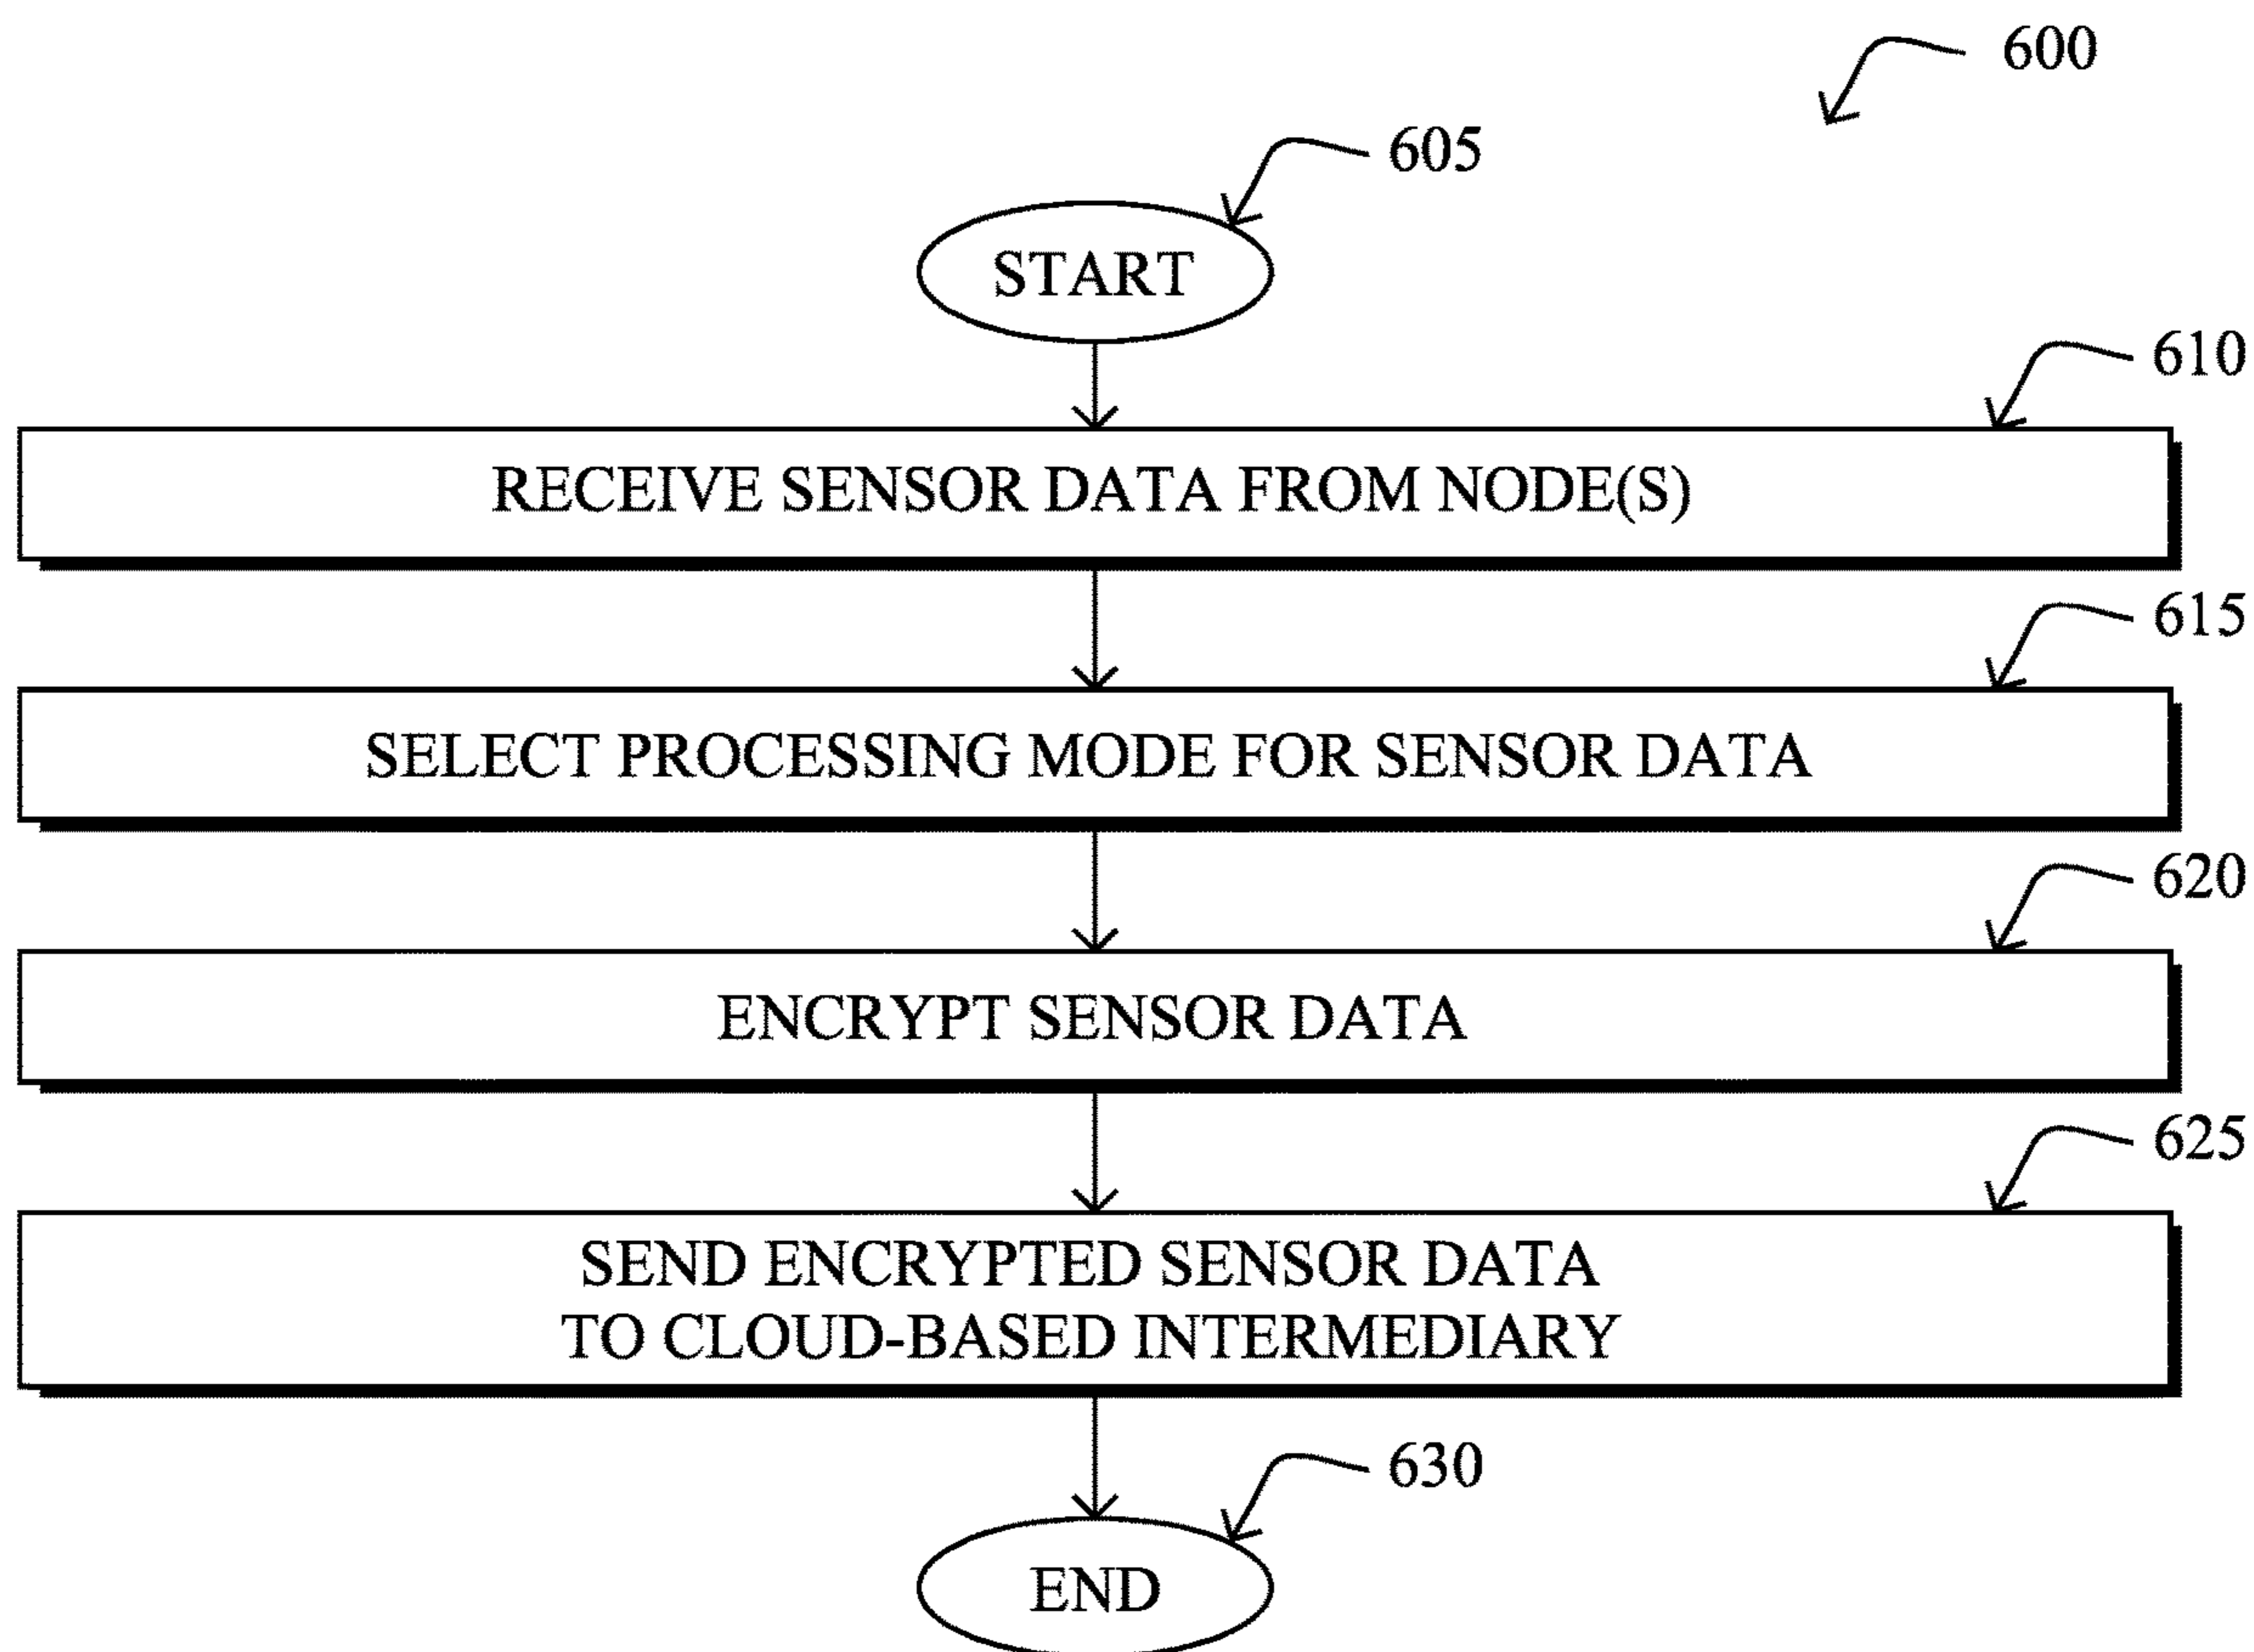 600
605
START
610
RECEIVE SENSOR DATA FROM NODE(S)
615
SELECT PROCESSING MODE FOR SENSOR DATA
620
ENCRYPT SENSOR DATA
625
SEND ENCRYPTED SENSOR DATA
TO CLOUD-BASED INTERMEDIARY
630
END